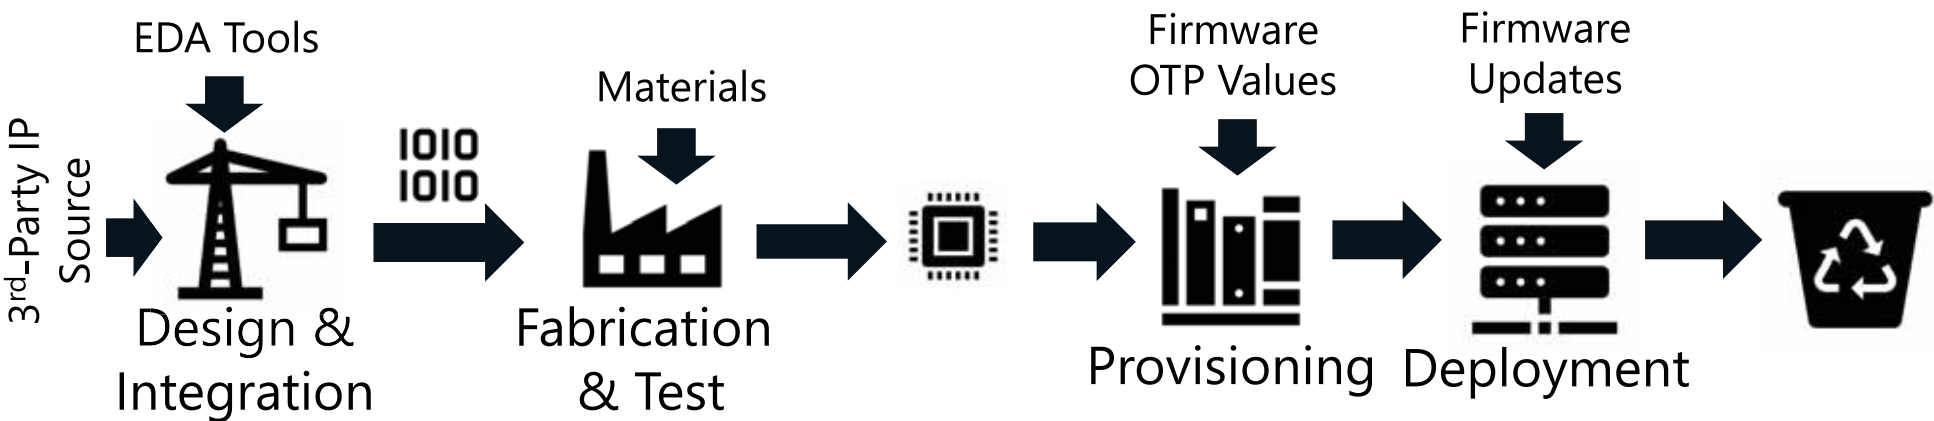 3rd-Party IP
Source
EDA Tools
Design &
Integration
1010
1010
Materials
Fabrication
& Test
Firmware
OTP Values
Provisioning
Firmware
Updates
Deployment